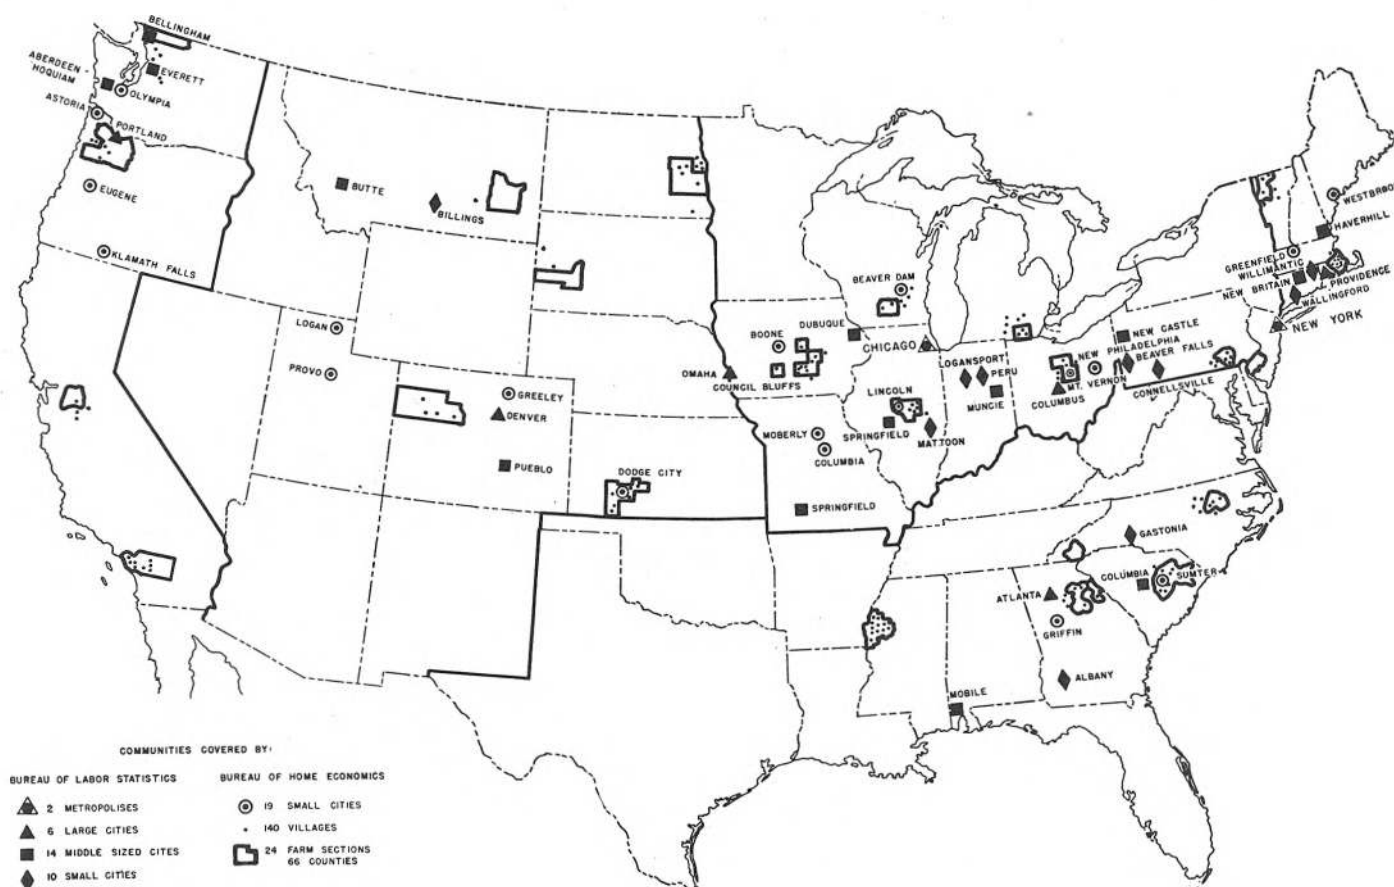 BELLINGHAM
ABERDEEN -
HOQUIAM
EVERETT
OLYMPIA
ASTORIA
PORTLAND
EUGENE
KLAMATH FALLS
BUTTE
BILLINGS
LOGAN
PROVO
GREELEY
DENVER
PUEBLO
DODGE CITY
OMAHA
COUNCIL BLUFFS
BOONE
DUBUQUE
BEAVER DAM
CHICAGO
LINCOLN
SPRINGFIELD
MATTOON
MOBERLY
COLUMBIA
SPRINGFIELD
LOGANSPORT
PERU
MUNCIE
NEW CASTLE
NEW PHILADELPHIA
BEAVER FALLS
MT. VERNON
COLUMBUS
CONNELLSVILLE
WESTBROO
HAVERHILL
GREENFIELD
WILLIMANTIC
NEW BRITAIN
PROVIDENCE
WALLINGFORD
NEW YORK
GASTONIA
COLUMBIA
SUMTER
ATLANTA
GRIFFIN
ALBANY
MOBILE
COMMUNITIES COVERED BY:
BUREAU OF LABOR STATISTICS
2 METROPOLISES
6 LARGE CITIES
14 MIDDLE SIZED CITES
10 SMALL CITIES
BUREAU OF HOME ECONOMICS
19 SMALL CITIES
140 VILLAGES
24 FARM SECTIONS
66 COUNTIES